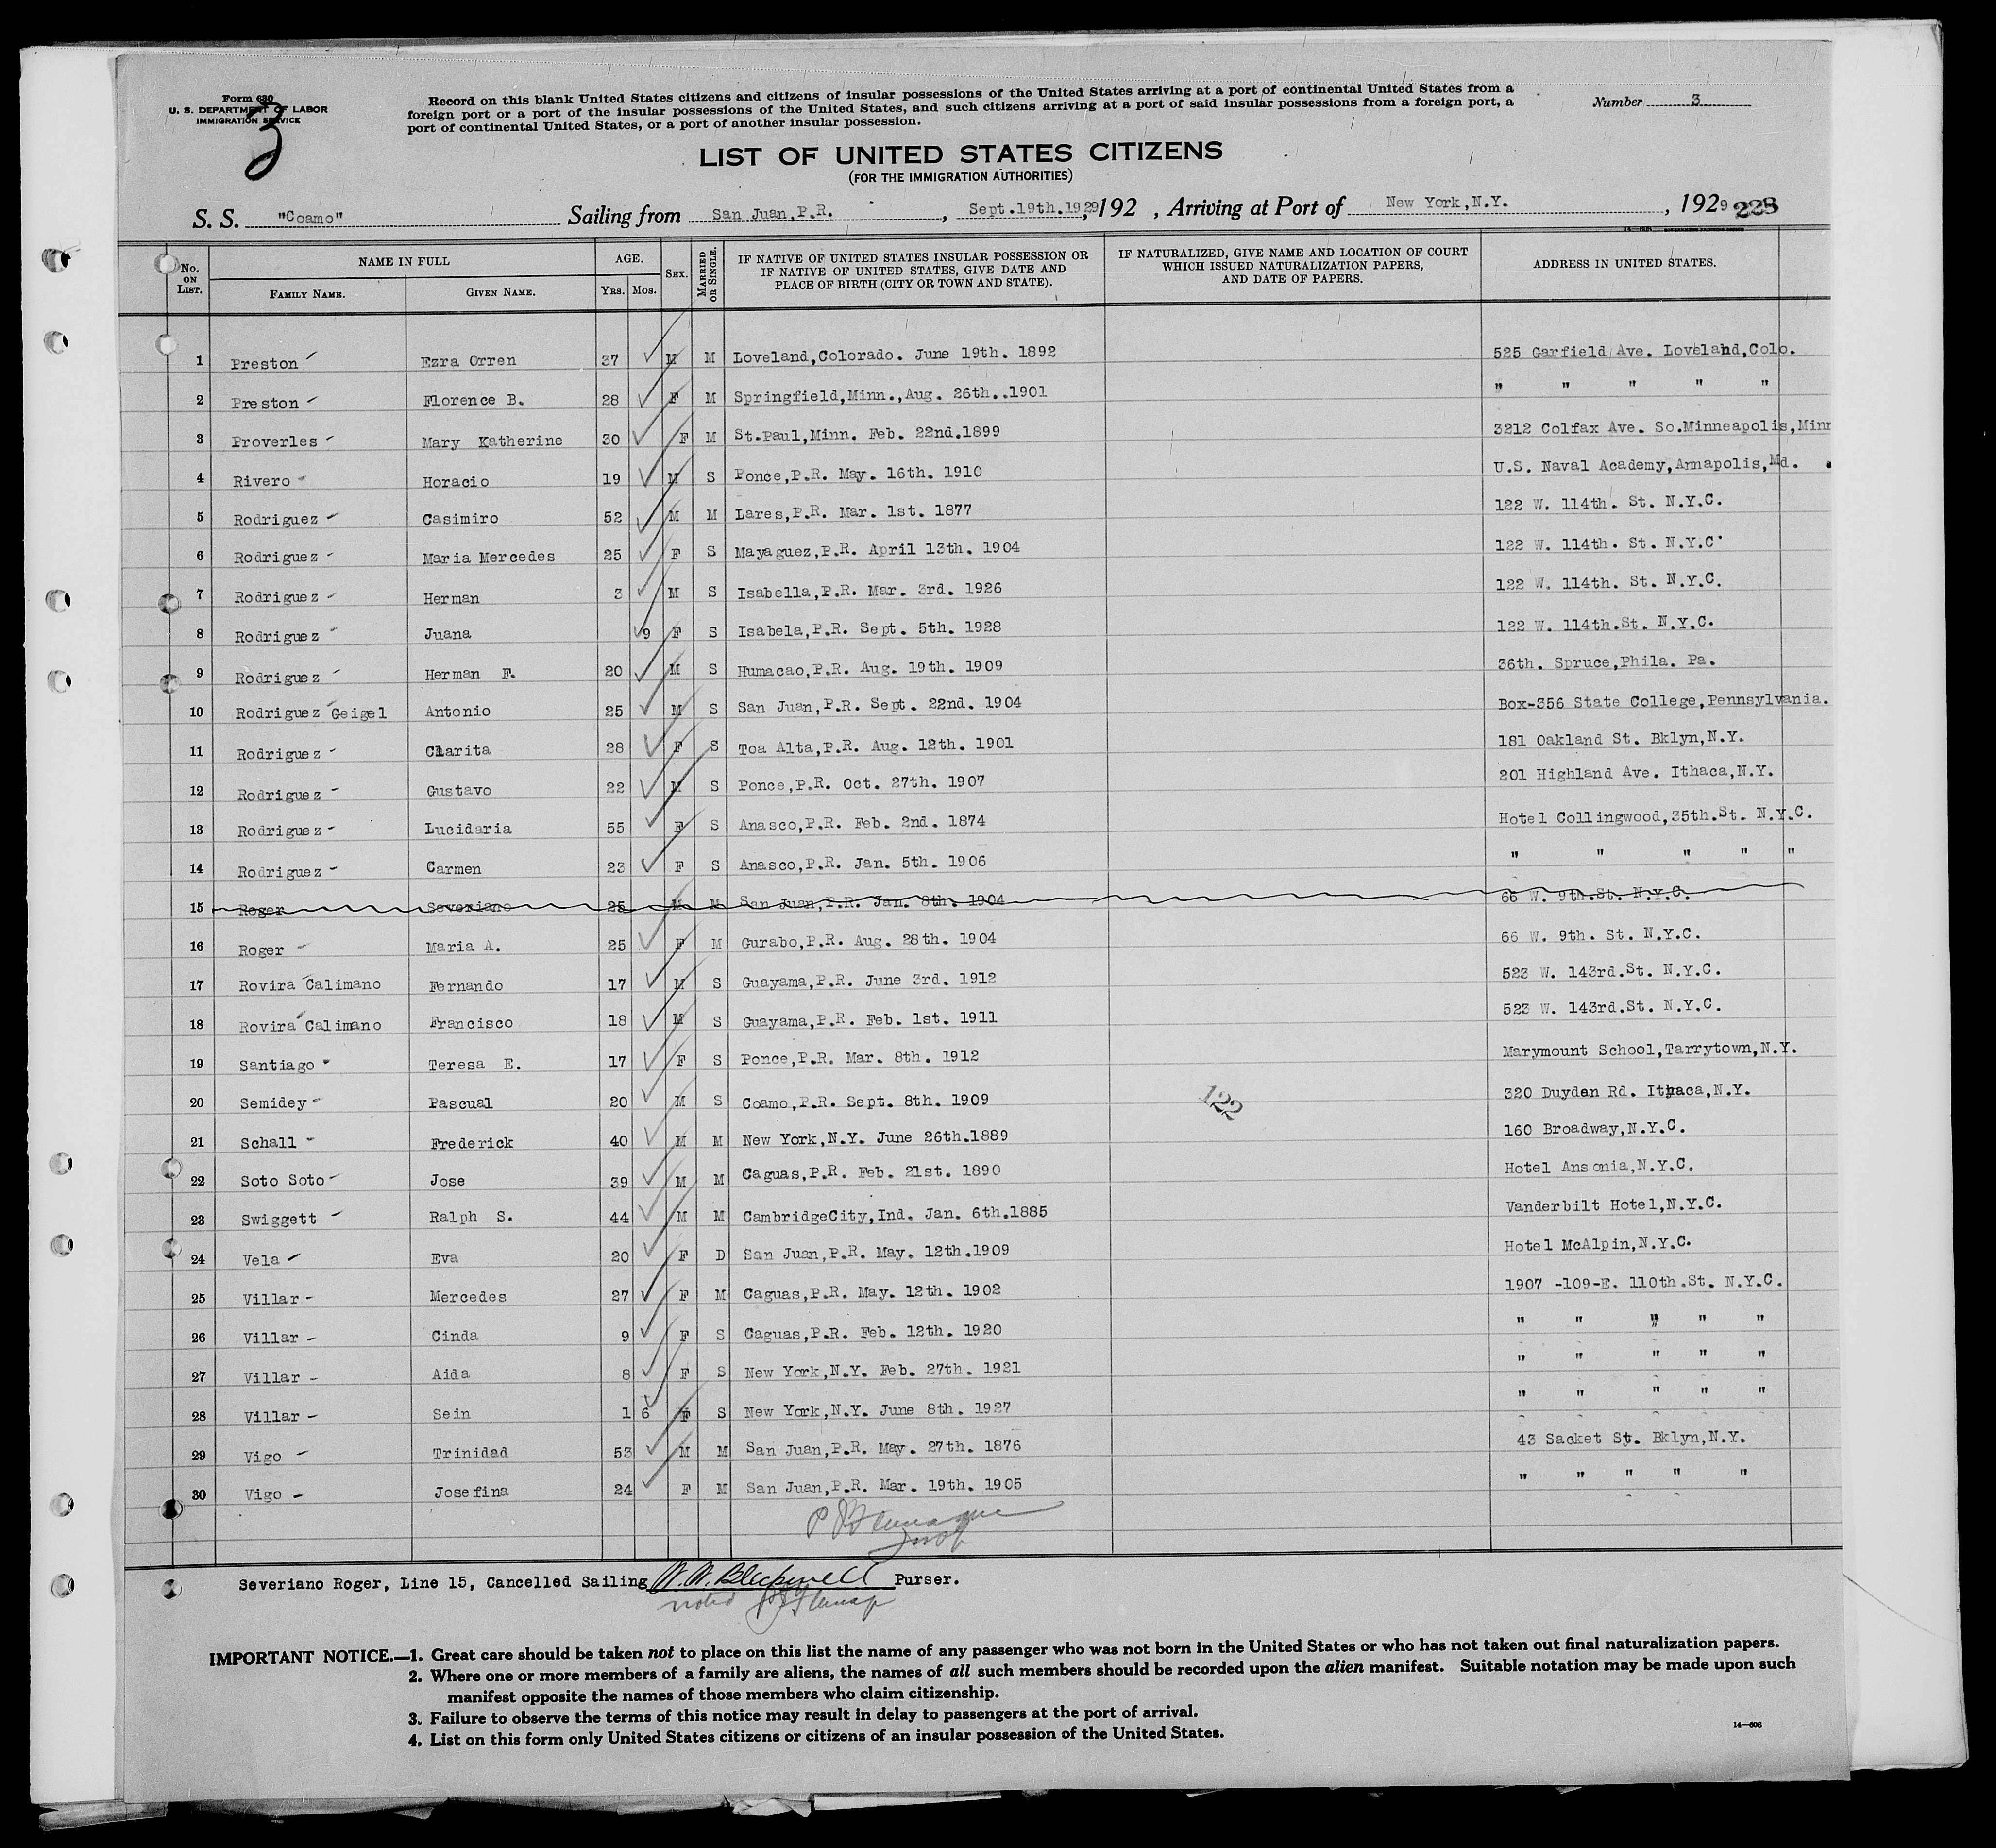 Form 630
U. S. DEPARTMENT OF LABOR
IMMIGRATION SERVICE
3
Record on this blank United States citizens and citizens of insular possessions of the United States arriving at a port of continental United States from a
foreign port or a port of the insular possessions of the United States, and such citizens arriving at a port of said insular possessions from a foreign port, a
port of continental United States, or a port of another insular possession.
Number 3
LIST OF UNITED STATES CITIZENS
(FOR THE IMMIGRATION AUTHORITIES)
S. S. "Coamo" Sailing from San Juan,P.R. , Sept.19th.1929, 192 , Arriving at Port of New York,N.Y. , 1929 228
No. ON LIST. NAME IN FULL FAMILY NAME. GIVEN NAME. AGE. YRS. MOS. SEX. MARRIED OR SINGLE. IF NATIVE OF UNITED STATES INSULAR POSSESSION OR IF NATIVE OF UNITED STATES, GIVE DATE AND PLACE OF BIRTH (CITY OR TOWN AND STATE). IF NATURALIZED, GIVE NAME AND LOCATION OF COURT WHICH ISSUED NATURALIZATION PAPERS, AND DATE OF PAPERS. ADDRESS IN UNITED STATES.
1 Preston Ezra Orren 37 M M Loveland,Colorado. June 19th. 1892 525 Garfield Ave. Loveland,Colo.
2 Preston Florence B. 28 F M Springfield,Minn.,Aug. 26th..1901 " " " " "
3 Proverles Mary Katherine 30 F M St.Paul,Minn. Feb. 22nd.1899 3212 Colfax Ave. So.Minneapolis,Minn
4 Rivero Horacio 19 M S Ponce,P.R. May. 16th. 1910 U.S. Naval Academy,Annapolis,Md.
5 Rodriguez Casimiro 52 M M Lares,P.R. Mar. 1st. 1877 122 W. 114th. St. N.Y.C.
6 Rodriguez Maria Mercedes 25 F S Mayaguez,P.R. April 13th. 1904 122 W. 114th. St. N.Y.C.
7 Rodriguez Herman 3 M S Isabella,P.R. Mar. 3rd. 1926 122 W. 114th. St. N.Y.C.
8 Rodriguez Juana 9 F S Isabela,P.R. Sept. 5th. 1928 122 W. 114th.St. N.Y.C.
9 Rodriguez Herman F. 20 M S Humacao,P.R. Aug. 19th. 1909 36th. Spruce,Phila. Pa.
10 Rodriguez Geigel Antonio 25 M S San Juan,P.R. Sept. 22nd. 1904 Box-356 State College,Pennsylvania.
11 Rodriguez Clarita 28 F S Toa Alta,P.R. Aug. 12th. 1901 181 Oakland St. Bklyn,N.Y.
12 Rodriguez Gustavo 22 M S Ponce,P.R. Oct. 27th. 1907 201 Highland Ave. Ithaca,N.Y.
13 Rodriguez Lucidaria 55 F S Anasco,P.R. Feb. 2nd. 1874 Hotel Collingwood,35th.St. N.Y.C.
14 Rodriguez Carmen 23 F S Anasco,P.R. Jan. 5th. 1906 " " " " "
15 Roger Severiano 25 M M San Juan,P.R. Jan. 8th. 1904 66 W. 9th.St. N.Y.C.
16 Roger Maria A. 25 F M Gurabo,P.R. Aug. 28th. 1904 66 W. 9th. St. N.Y.C.
17 Rovira Calimano Fernando 17 M S Guayama,P.R. June 3rd. 1912 523 W. 143rd.St. N.Y.C.
18 Rovira Calimano Francisco 18 M S Guayama,P.R. Feb. 1st. 1911 523 W. 143rd.St. N.Y.C.
19 Santiago Teresa E. 17 F S Ponce,P.R. Mar. 8th. 1912 Marymount School,Tarrytown,N.Y.
20 Semidey Pascual 20 M S Coamo,P.R. Sept. 8th. 1909 122 320 Duyden Rd. Ithaca,N.Y.
21 Schall Frederick 40 M M New York,N.Y. June 26th.1889 160 Broadway,N.Y.C.
22 Soto Soto Jose 39 M M Caguas,P.R. Feb. 21st. 1890 Hotel Ansonia,N.Y.C.
23 Swiggett Ralph S. 44 M M CambridgeCity,Ind. Jan. 6th.1885 Vanderbilt Hotel,N.Y.C.
24 Vela Eva 20 F D San Juan,P.R. May. 12th.1909 Hotel McAlpin,N.Y.C.
25 Villar Mercedes 27 F M Caguas,P.R. May. 12th. 1902 1907 -109-E. 110th.St. N.Y.C.
26 Villar Cinda 9 F S Caguas,P.R. Feb. 12th. 1920 " " " " "
27 Villar Aida 8 F S New York,N.Y. Feb. 27th. 1921 " " " " "
28 Villar Sein 1 6 F S New York,N.Y. June 8th. 1927 " " " " "
29 Vigo Trinidad 53 M M San Juan,P.R. May. 27th. 1876 43 Sacket St. Bklyn,N.Y.
30 Vigo Josefina 24 F M San Juan,P.R. Mar. 19th. 1905 " " " " "
Severiano Roger, Line 15, Cancelled Sailing W. W. Blackwell Purser.
noted
IMPORTANT NOTICE.—1. Great care should be taken not to place on this list the name of any passenger who was not born in the United States or who has not taken out final naturalization papers.
2. Where one or more members of a family are aliens, the names of all such members should be recorded upon the alien manifest. Suitable notation may be made upon such
manifest opposite the names of those members who claim citizenship.
3. Failure to observe the terms of this notice may result in delay to passengers at the port of arrival.
4. List on this form only United States citizens or citizens of an insular possession of the United States.
14—606